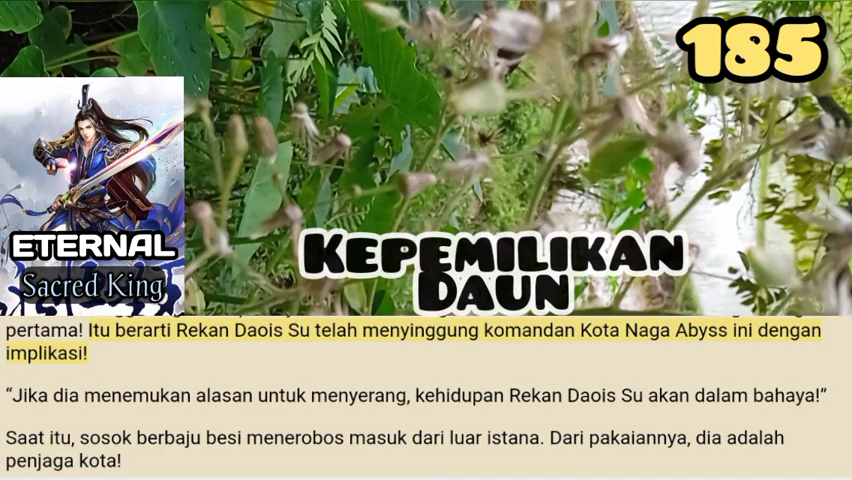 185
ETERNAL
Sacred King
KEPEMILIKAN
DAUN
pertama! Itu berarti Rekan Daois Su telah menyinggung komandan Kota Naga Abyss ini dengan
implikasi!
“Jika dia menemukan alasan untuk menyerang, kehidupan Rekan Daois Su akan dalam bahaya!”
Saat itu, sosok berbaju besi menerobos masuk dari luar istana. Dari pakaiannya, dia adalah
penjaga kota!